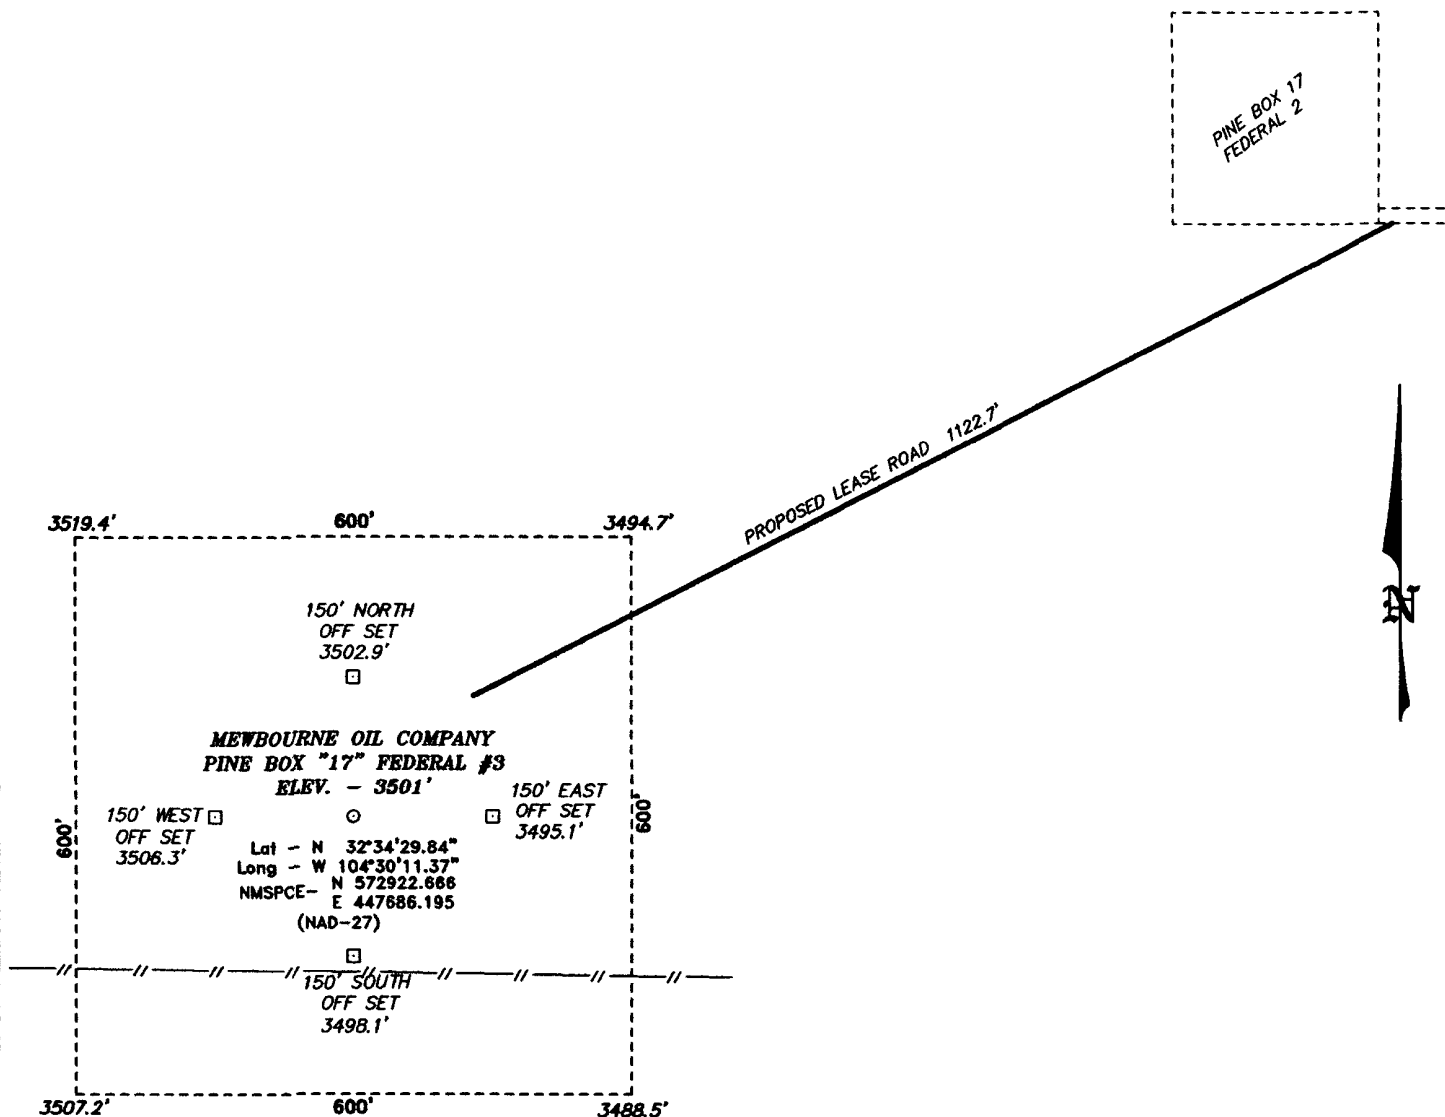 PINE BOX 17
FEDERAL 2
PROPOSED LEASE ROAD 1122.7'
3519.4'
600'
3494.7'
150' NORTH
OFF SET
3502.9'
N
MEWBOURNE OIL COMPANY
PINE BOX "17" FEDERAL #3
ELEV. - 3501'
150' WEST
OFF SET
3506.3'
150' EAST
OFF SET
3495.1'
600'
600'
Lat - N 32°34'29.84"
Long - W 104°30'11.37"
NMSPCE- N 572922.666
E 447686.195
(NAD-27)
150' SOUTH
OFF SET
3498.1'
3507.2'
600'
3488.5'